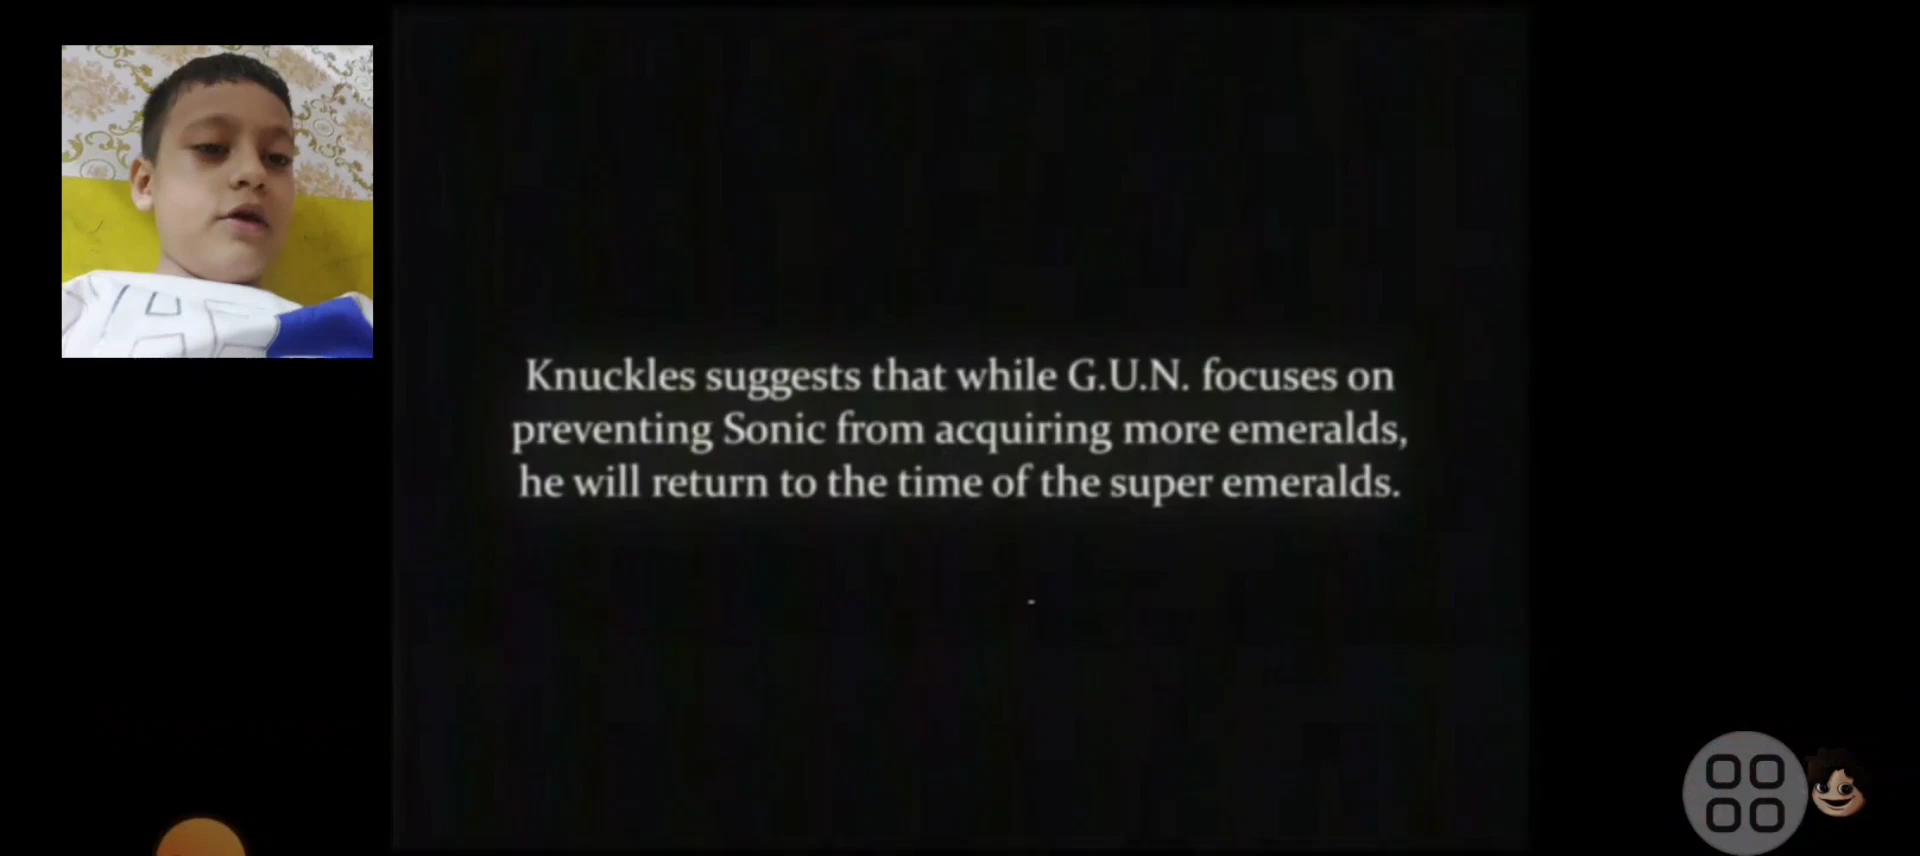 Knuckles suggests that while G.U.N. focuses on
preventing Sonic from acquiring more emeralds,
he will return to the time of the super emeralds.